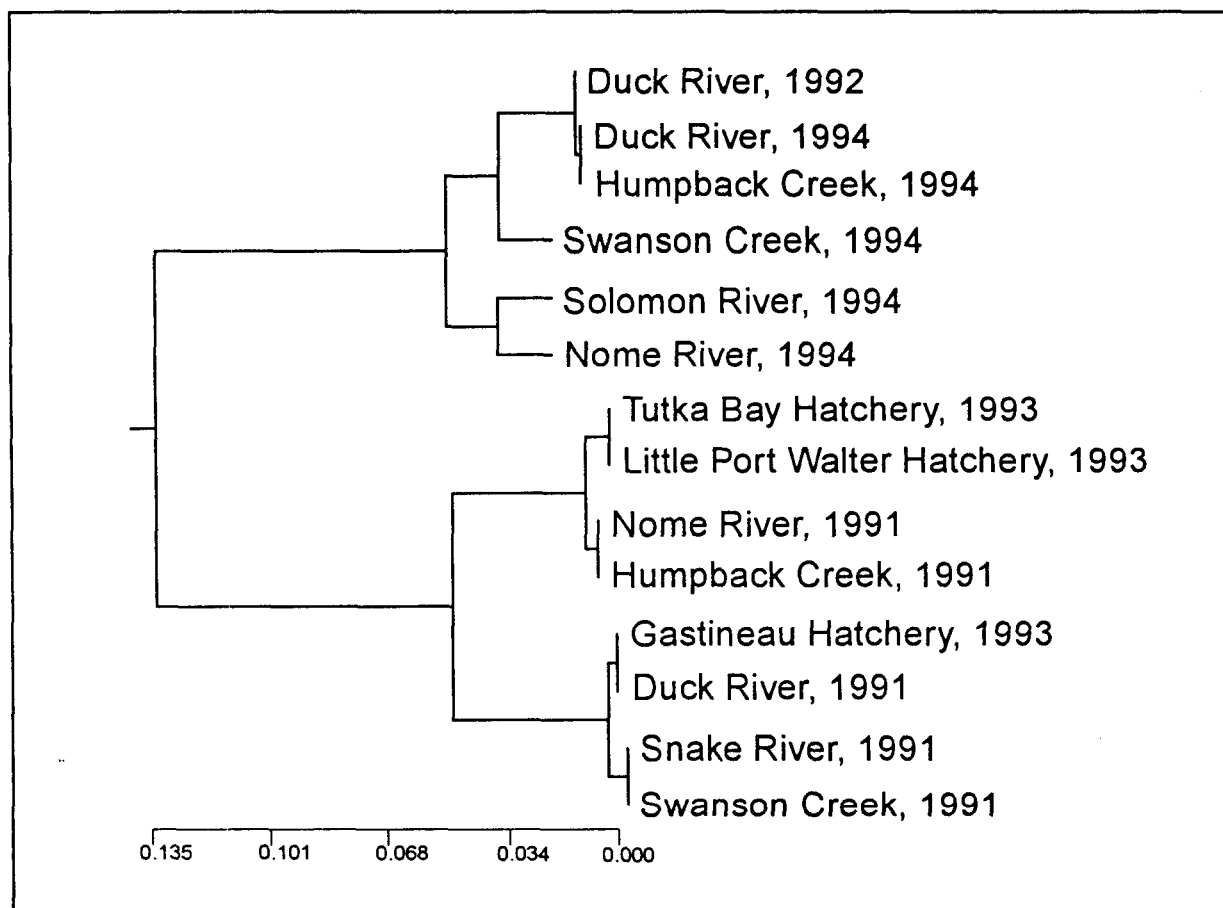 Duck River, 1992
Duck River, 1994
Humpback Creek, 1994
Swanson Creek, 1994
Solomon River, 1994
Nome River, 1994
Tutka Bay Hatchery, 1993
Little Port Walter Hatchery, 1993
Nome River, 1991
Humpback Creek, 1991
Gastineau Hatchery, 1993
Duck River, 1991
Snake River, 1991
Swanson Creek, 1991
0.135 0.101 0.068 0.034 0.000